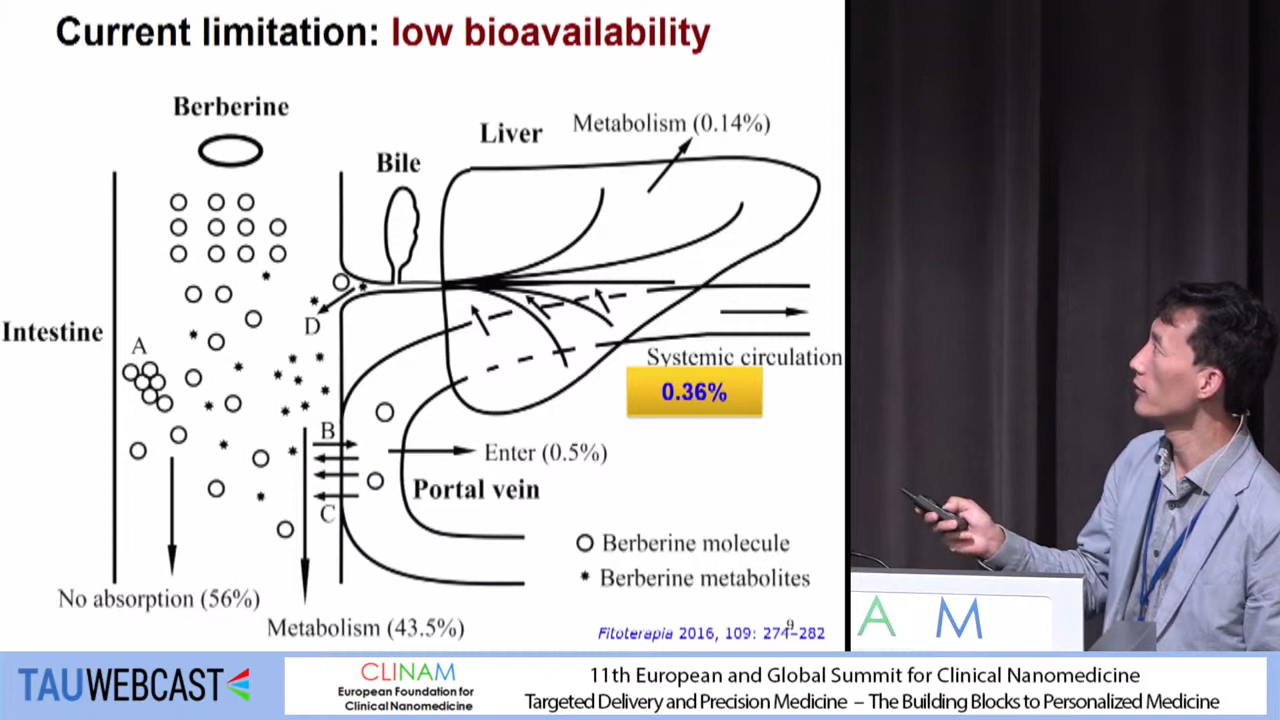 Current limitation: low bioavailability
Berberine
Liver
Metabolism (0.14%)
Bile
D
Intestine
A
Systemic circulation
0.36%
B
Enter (0.5%)
Portal vein
C
Berberine molecule
Berberine metabolites
No absorption (56%)
Metabolism (43.5%)
9
Fitoterapia 2016, 109: 274-282
A M
TAUWEBCAST
CLINAM
European Foundation for
Clinical Nanomedicine
11th European and Global Summit for Clinical Nanomedicine
Targeted Delivery and Precision Medicine – The Building Blocks to Personalized Medicine